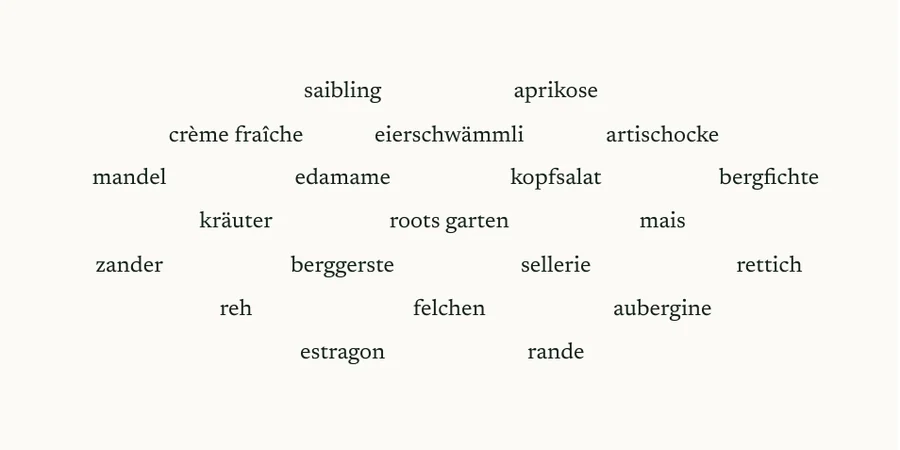 saibling aprikose
crème fraîche eierschwämmli artischocke
mandel edamame kopfsalat bergfichte
kräuter roots garten mais
zander berggerste sellerie rettich
reh felchen aubergine
estragon rande